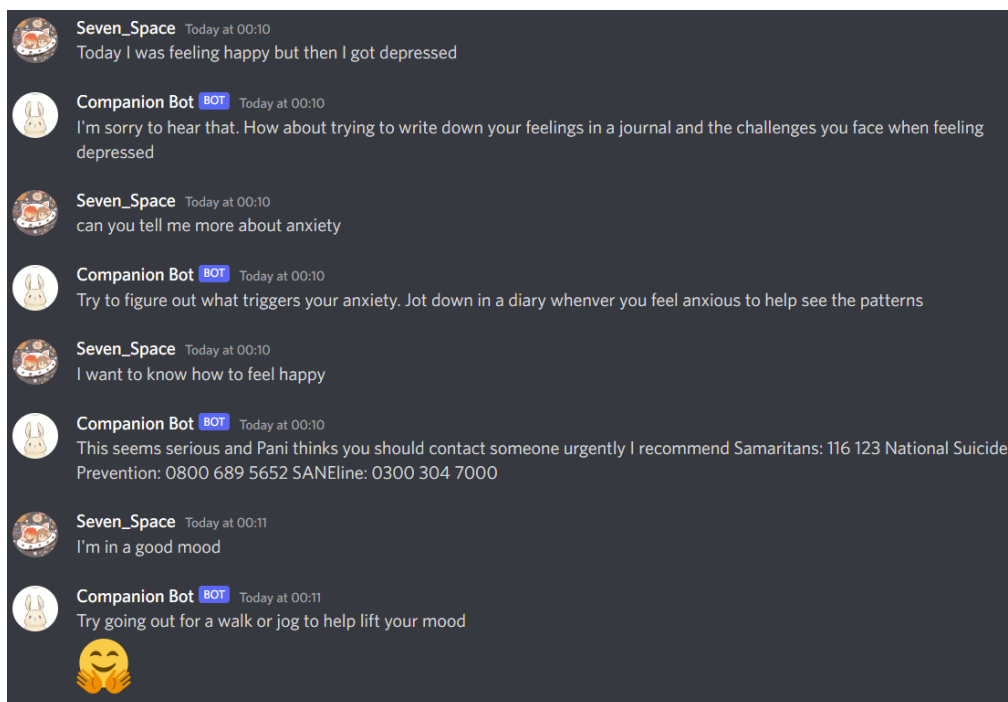 Seven_Space Today at 00:10
Today I was feeling happy but then I got depressed
Companion Bot BOT Today at 00:10
I'm sorry to hear that. How about trying to write down your feelings in a journal and the challenges you face when feeling
depressed
Seven_Space Today at 00:10
can you tell me more about anxiety
Companion Bot BOT Today at 00:10
Try to figure out what triggers your anxiety. Jot down in a diary whenver you feel anxious to help see the patterns
Seven_Space Today at 00:10
I want to know how to feel happy
Companion Bot BOT Today at 00:10
This seems serious and Pani thinks you should contact someone urgently I recommend Samaritans: 116 123 National Suicide
Prevention: 0800 689 5652 SANEline: 0300 304 7000
Seven_Space Today at 00:11
I'm in a good mood
Companion Bot BOT Today at 00:11
Try going out for a walk or jog to help lift your mood